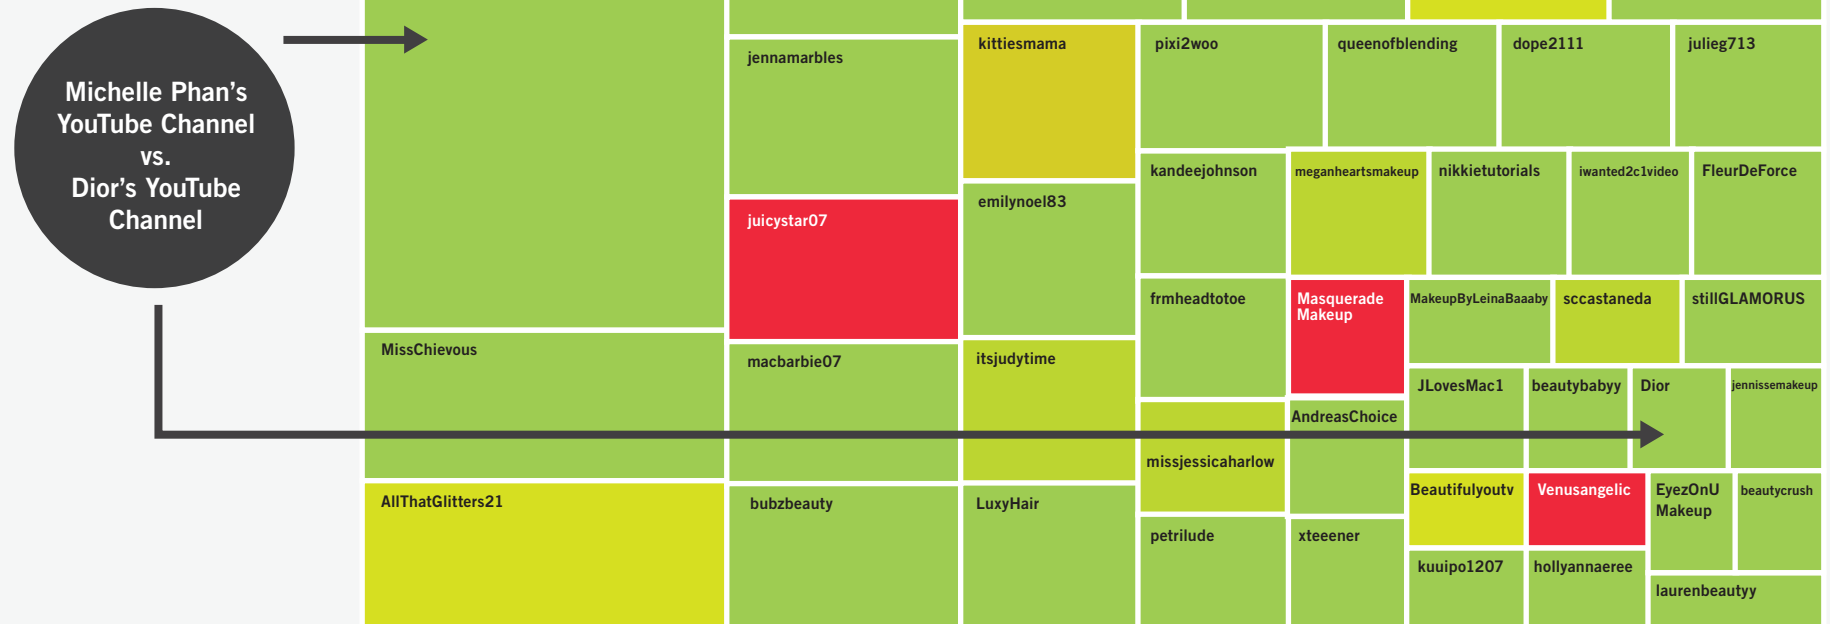 Michelle Phan's
YouTube Channel
vs.
Dior's YouTube
Channel
MissChievous
AllThatGlitters21
jennamarbles
juicystar07
macbarbie07
bubzbeauty
kittiesmama
emilynoel83
itsjudytime
LuxyHair
pixi2woo
queenofblending
dope2111
julieg713
kandeejohnson
meganheartsmakeup
nikkietutorials
iwanted2c1video
FleurDeForce
frmheadtotoe
Masquerade
Makeup
MakeupByLeinaBaaaby
sccastaneda
stillGLAMORUS
missjessicaharlow
AndreasChoice
JLovesMac1
beautybabyy
Dior
jennissemakeup
petrilude
xteeener
Beautifulyoutv
Venusangelic
EyezOnU
Makeup
beautycrush
kuuipo1207
hollyannaeree
laurenbeautyy